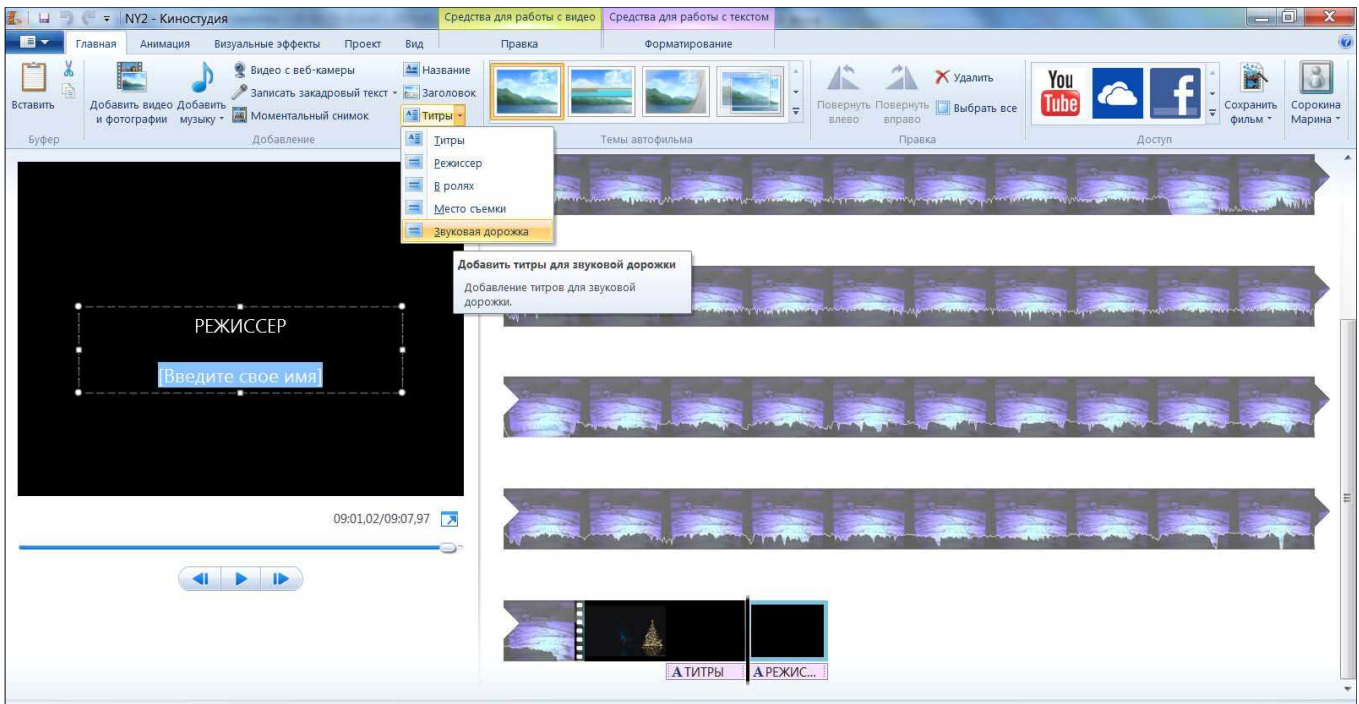 NY2 - Киностудия
Средства для работы с видео
Средства для работы с текстом
Главная
Анимация
Визуальные эффекты
Проект
Вид
Правка
Форматирование
Вставить
Добавить видео
и фотографии
Добавить
музыку
Видео с веб-камеры
Записать закадровый текст
Моментальный снимок
Название
Заголовок
Титры
Повернуть
влево
Повернуть
вправо
Удалить
Выбрать все
You
Tube
f
Сохранить
фильм
Сорокина
Марина
Буфер
Добавление
Темы автофильма
Правка
Доступ
Титры
Режиссер
В ролях
Место съемки
Звуковая дорожка
Добавить титры для звуковой дорожки
Добавление титров для звуковой
дорожки.
РЕЖИССЕР
[Введите свое имя]
09:01,02/09:07,97
A ТИТРЫ
A РЕЖИС...